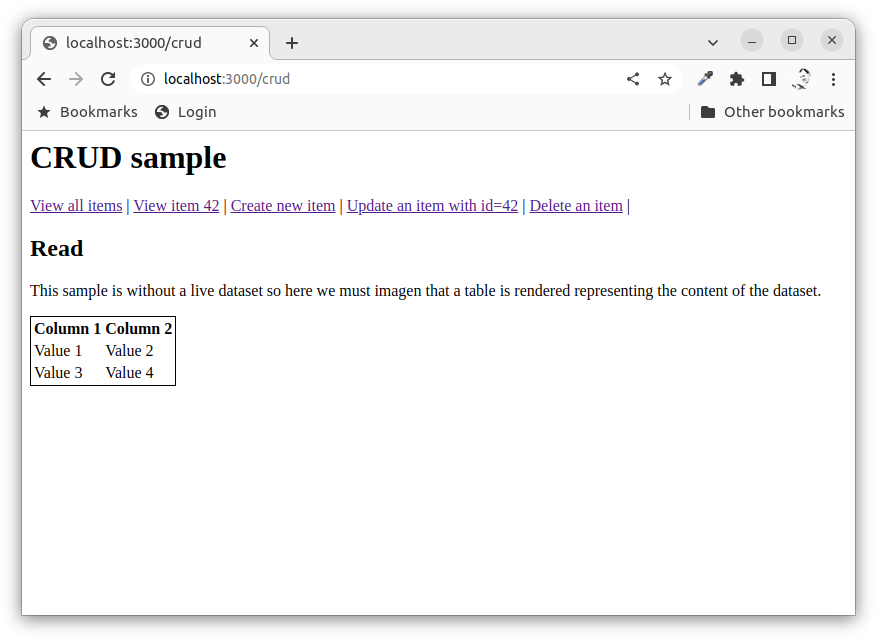 localhost:3000/crud
localhost:3000/crud
Bookmarks Login Other bookmarks
CRUD sample
View all items | View item 42 | Create new item | Update an item with id=42 | Delete an item |
Read
This sample is without a live dataset so here we must imagen that a table is rendered representing the content of the dataset.
Column 1 Column 2
Value 1 Value 2
Value 3 Value 4